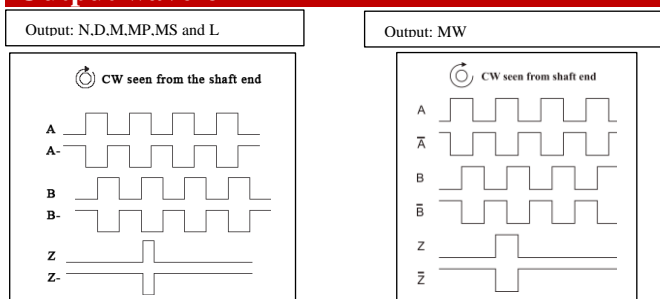 Output: N,D,M,MP,MS and L
CW seen from the shaft end
A
A-
B
B-
Z
Z-
Output: MW
CW seen from shaft end
A
A̅
B
B̅
Z
Z̅